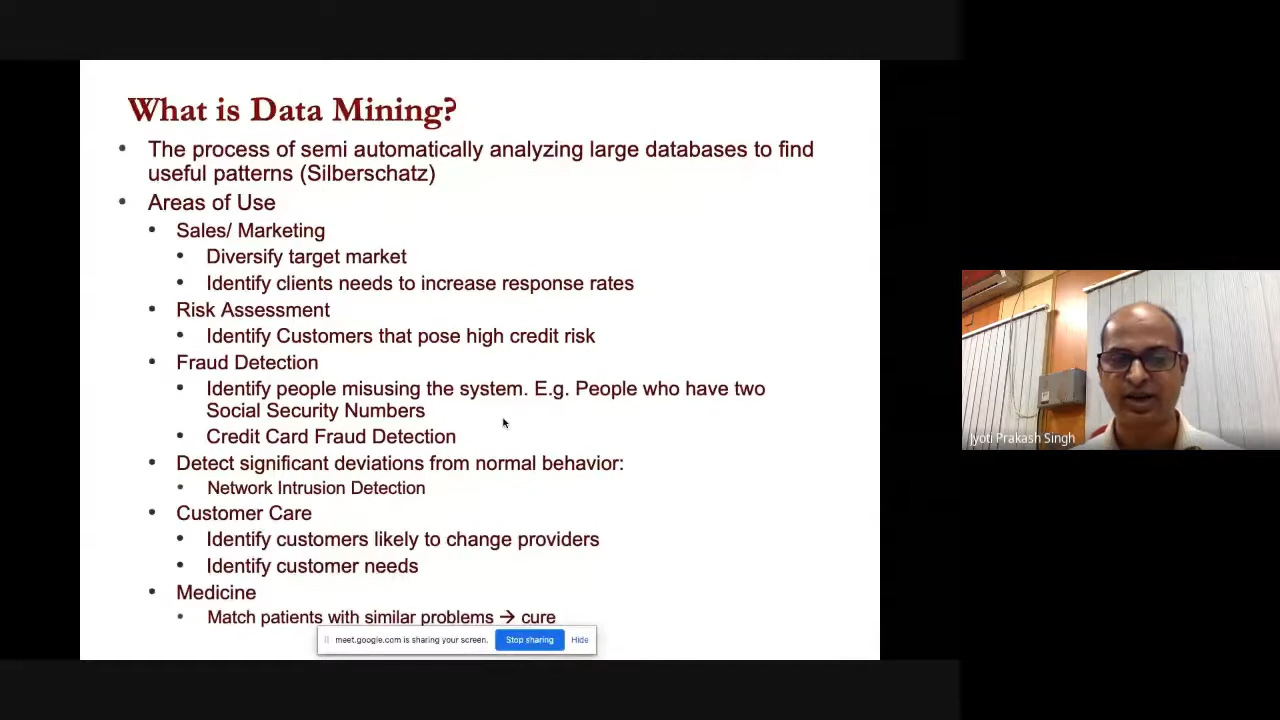 What is Data Mining?
• The process of semi automatically analyzing large databases to find
useful patterns (Silberschatz)
• Areas of Use
• Sales/ Marketing
• Diversify target market
• Identify clients needs to increase response rates
• Risk Assessment
• Identify Customers that pose high credit risk
• Fraud Detection
• Identify people misusing the system. E.g. People who have two
Social Security Numbers
• Credit Card Fraud Detection
• Detect significant deviations from normal behavior:
• Network Intrusion Detection
• Customer Care
• Identify customers likely to change providers
• Identify customer needs
• Medicine
• Match patients with similar problems → cure
meet.google.com is sharing your screen. Stop sharing Hide
Jyoti Prakash Singh